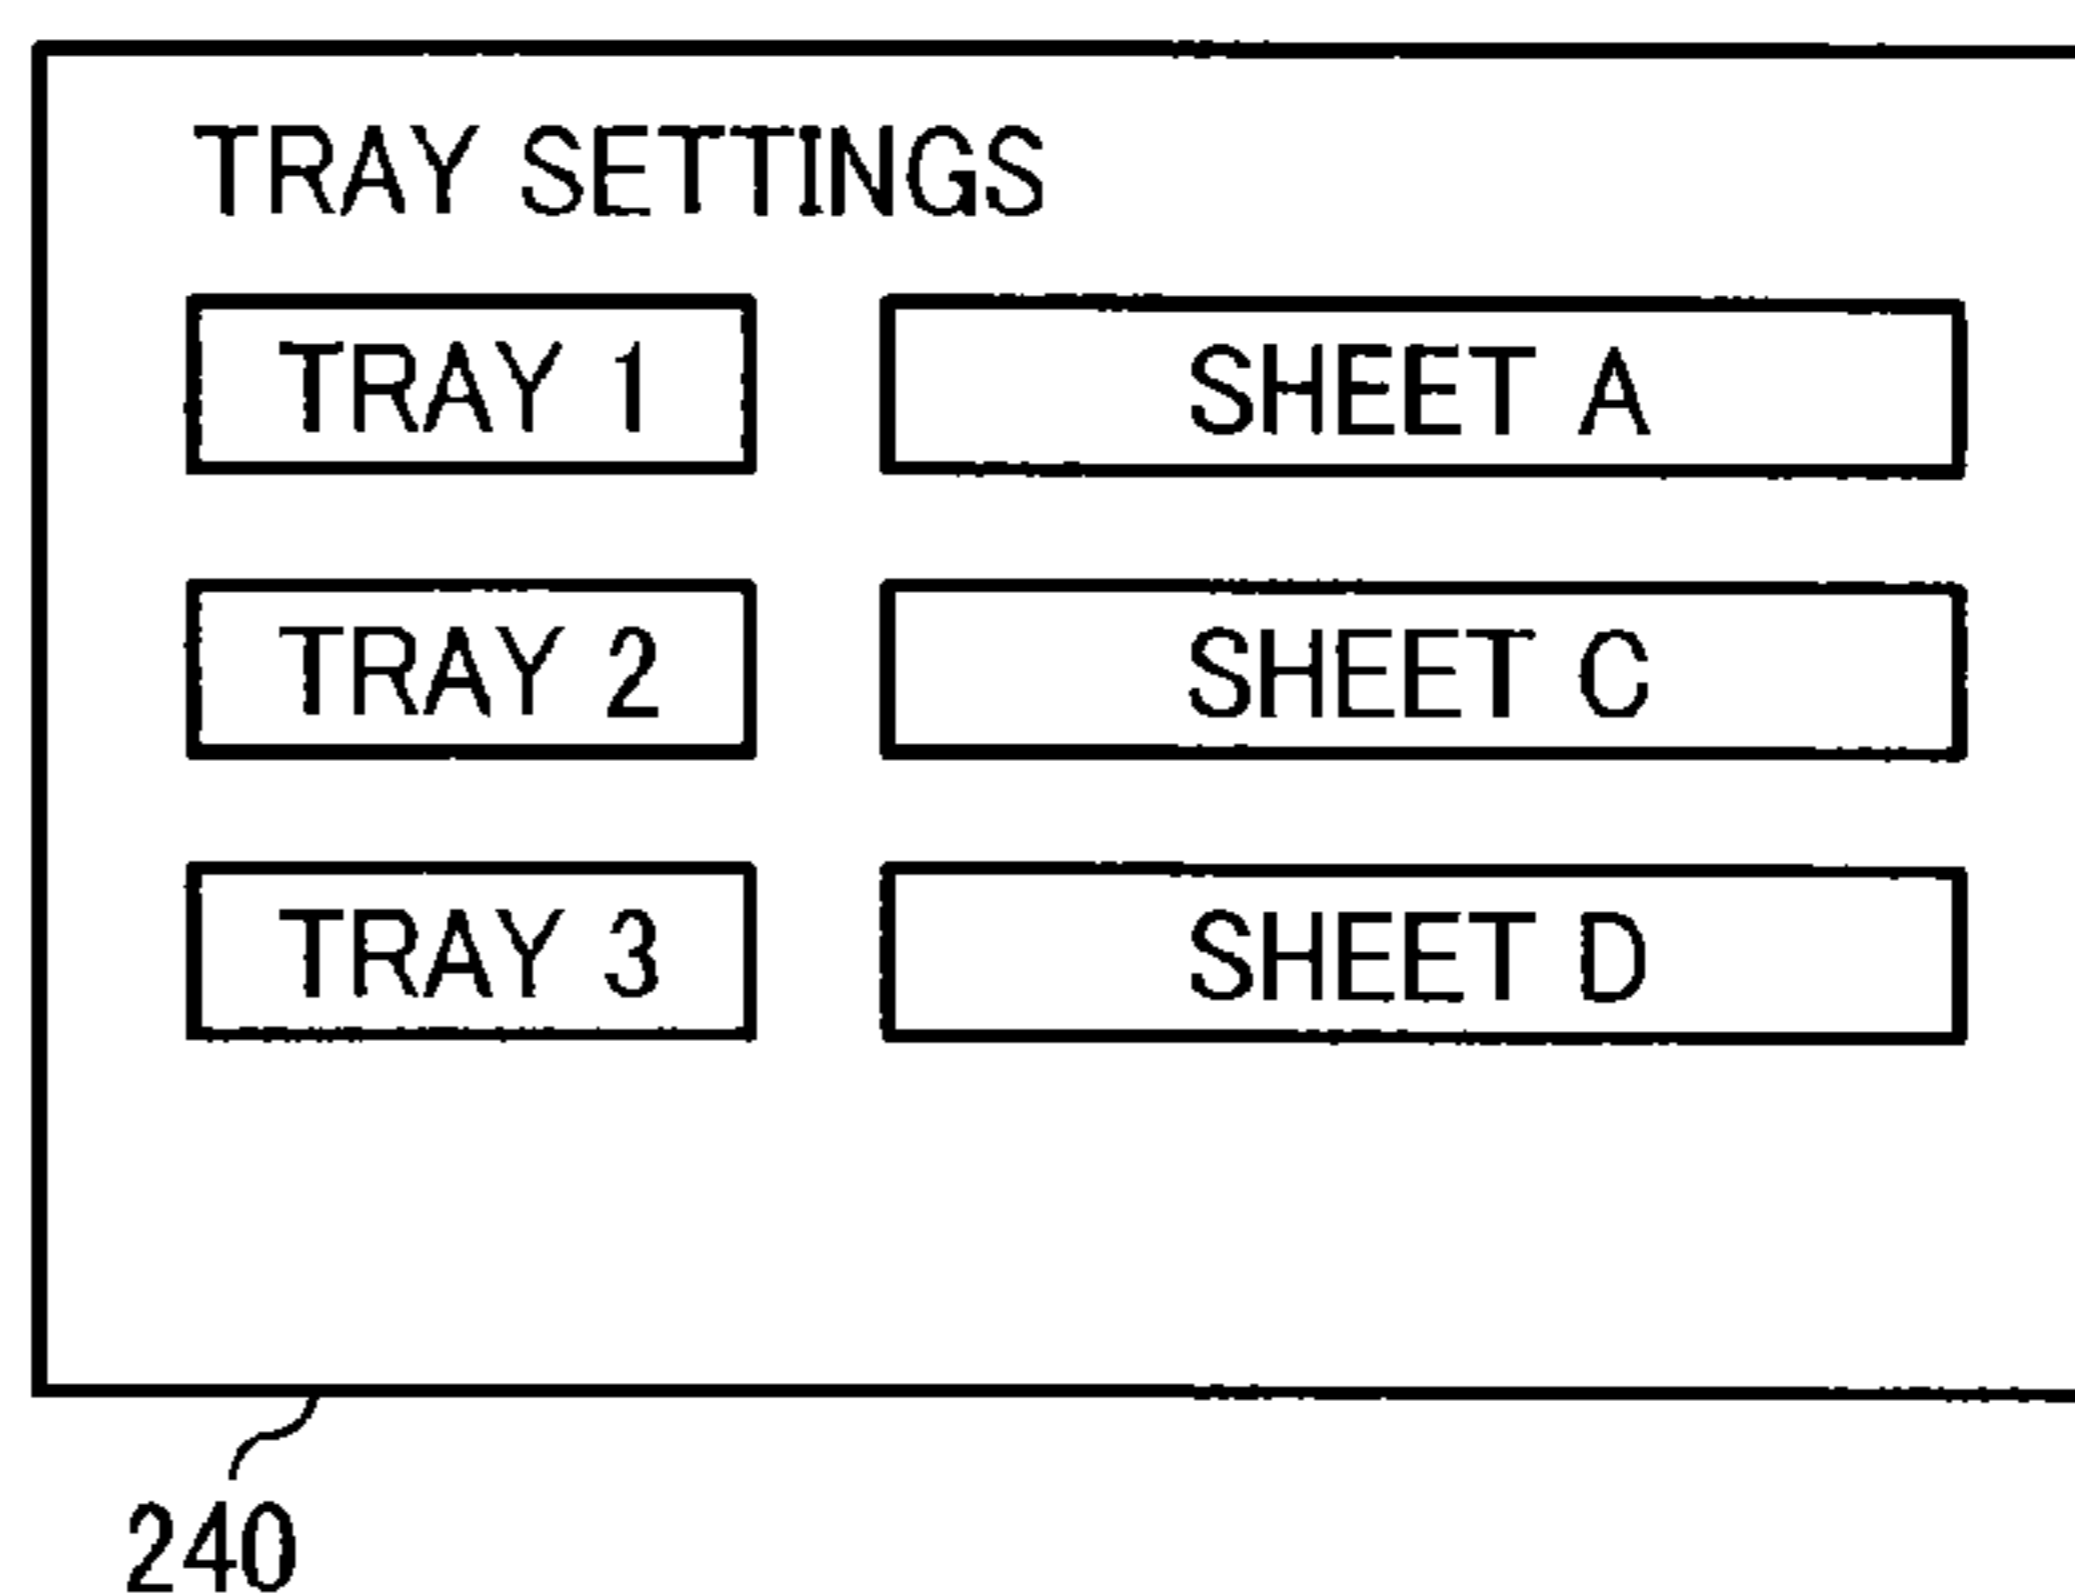 TRAY SETTINGS
TRAY 1 SHEET A
TRAY 2 SHEET C
TRAY 3 SHEET D
240